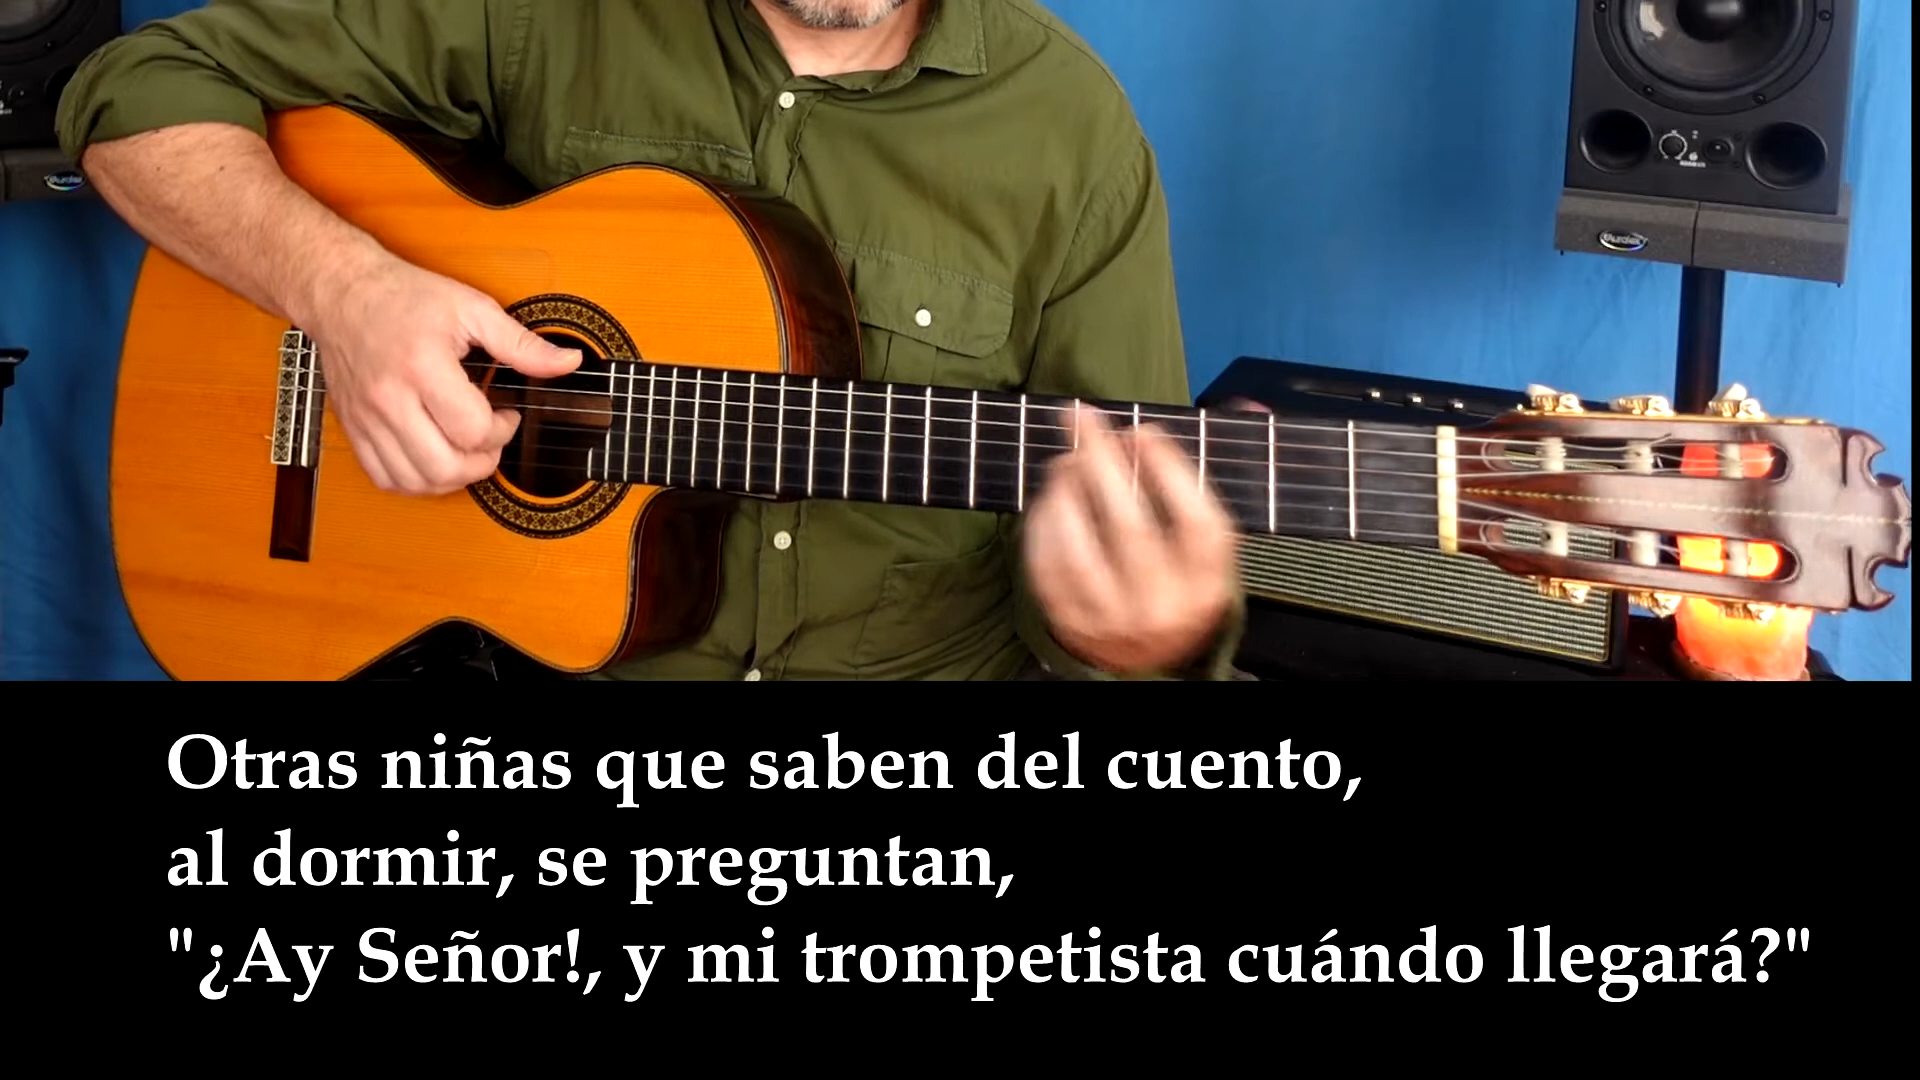 Otras niñas que saben del cuento,
al dormir, se preguntan,
"¿Ay Señor!, y mi trompetista cuándo llegará?"